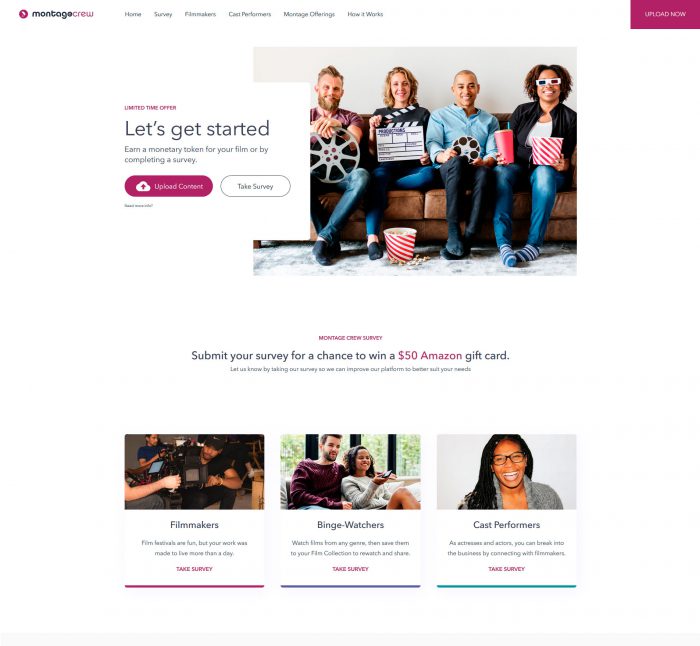 montagecrew
Home Survey Filmmakers Cast Performers Montage Offerings How it Works
UPLOAD NOW
LIMITED TIME OFFER
Let's get started
Earn a monetary token for your film or by
completing a survey.
Upload Content
Take Survey
Need more info?
PRODUCTIONS
MONTAGE CREW SURVEY
Submit your survey for a chance to win a $50 Amazon gift card.
Let us know by taking our survey so we can improve our platform to better suit your needs
Filmmakers
Film festivals are fun, but your work was
made to live more than a day.
TAKE SURVEY
Binge-Watchers
Watch films from any genre, then save them
to your Film Collection to rewatch and share.
TAKE SURVEY
Cast Performers
As actresses and actors, you can break into
the business by connecting with filmmakers.
TAKE SURVEY